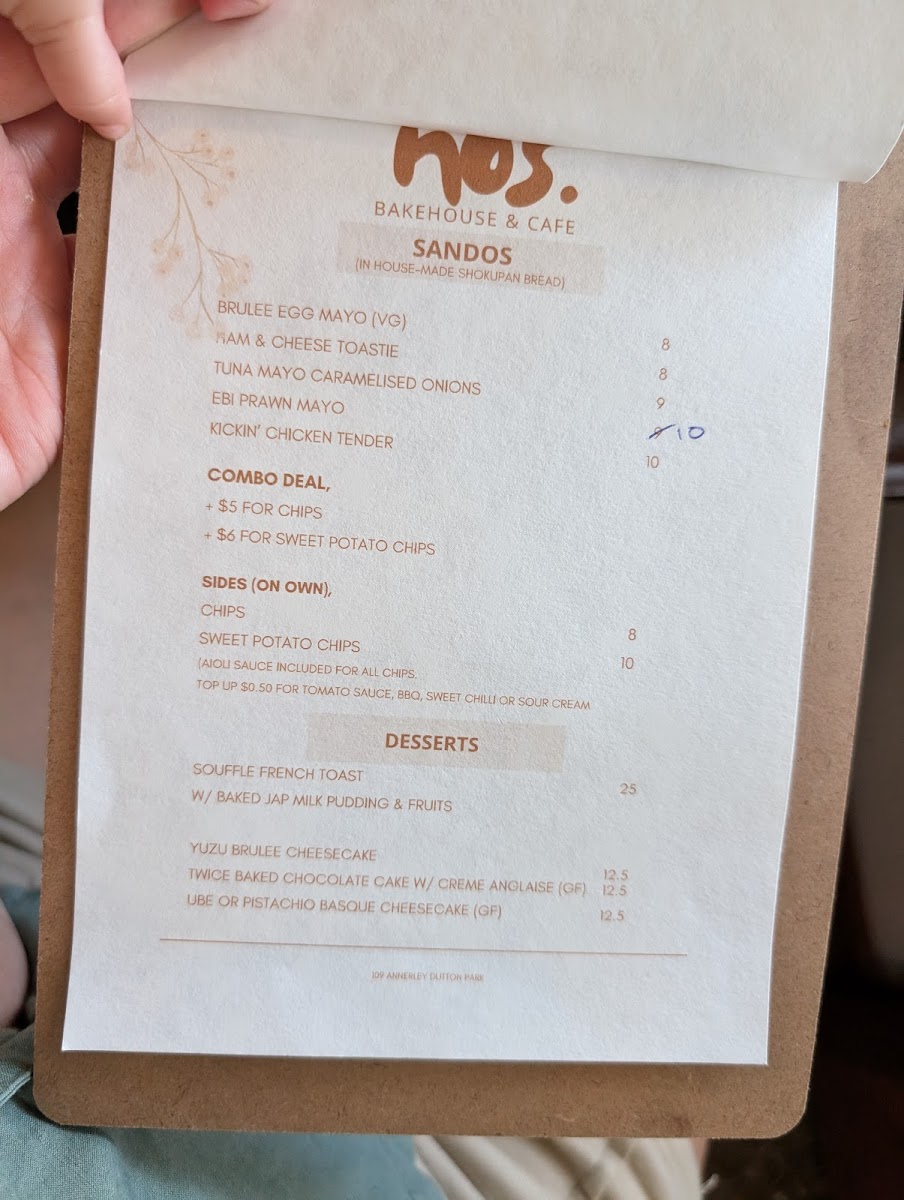 BAKEHOUSE & CAFE
SANDOS
(IN HOUSE-MADE SHOKUPAN BREAD)
BRULEE EGG MAYO (VG) 8
HAM & CHEESE TOASTIE 8
TUNA MAYO CARAMELISED ONIONS 9
EBI PRAWN MAYO 10
KICKIN' CHICKEN TENDER 10
COMBO DEAL,
+ $5 FOR CHIPS
+ $6 FOR SWEET POTATO CHIPS
SIDES (ON OWN),
CHIPS 8
SWEET POTATO CHIPS 10
(AIOLI SAUCE INCLUDED FOR ALL CHIPS.
TOP UP $0.50 FOR TOMATO SAUCE, BBQ, SWEET CHILLI OR SOUR CREAM
DESSERTS
SOUFFLE FRENCH TOAST 25
W/ BAKED JAP MILK PUDDING & FRUITS
YUZU BRULEE CHEESECAKE 12.5
TWICE BAKED CHOCOLATE CAKE W/ CREME ANGLAISE (GF) 12.5
UBE OR PISTACHIO BASQUE CHEESECAKE (GF) 12.5
109 ANNERLEY DUTTON PARK